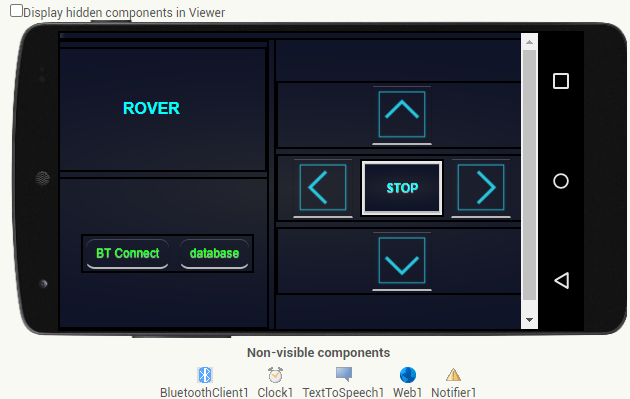 Display hidden components in Viewer
ROVER
STOP
BT Connect database
Non-visible components
BluetoothClient1 Clock1 TextToSpeech1 Web1 Notifier1